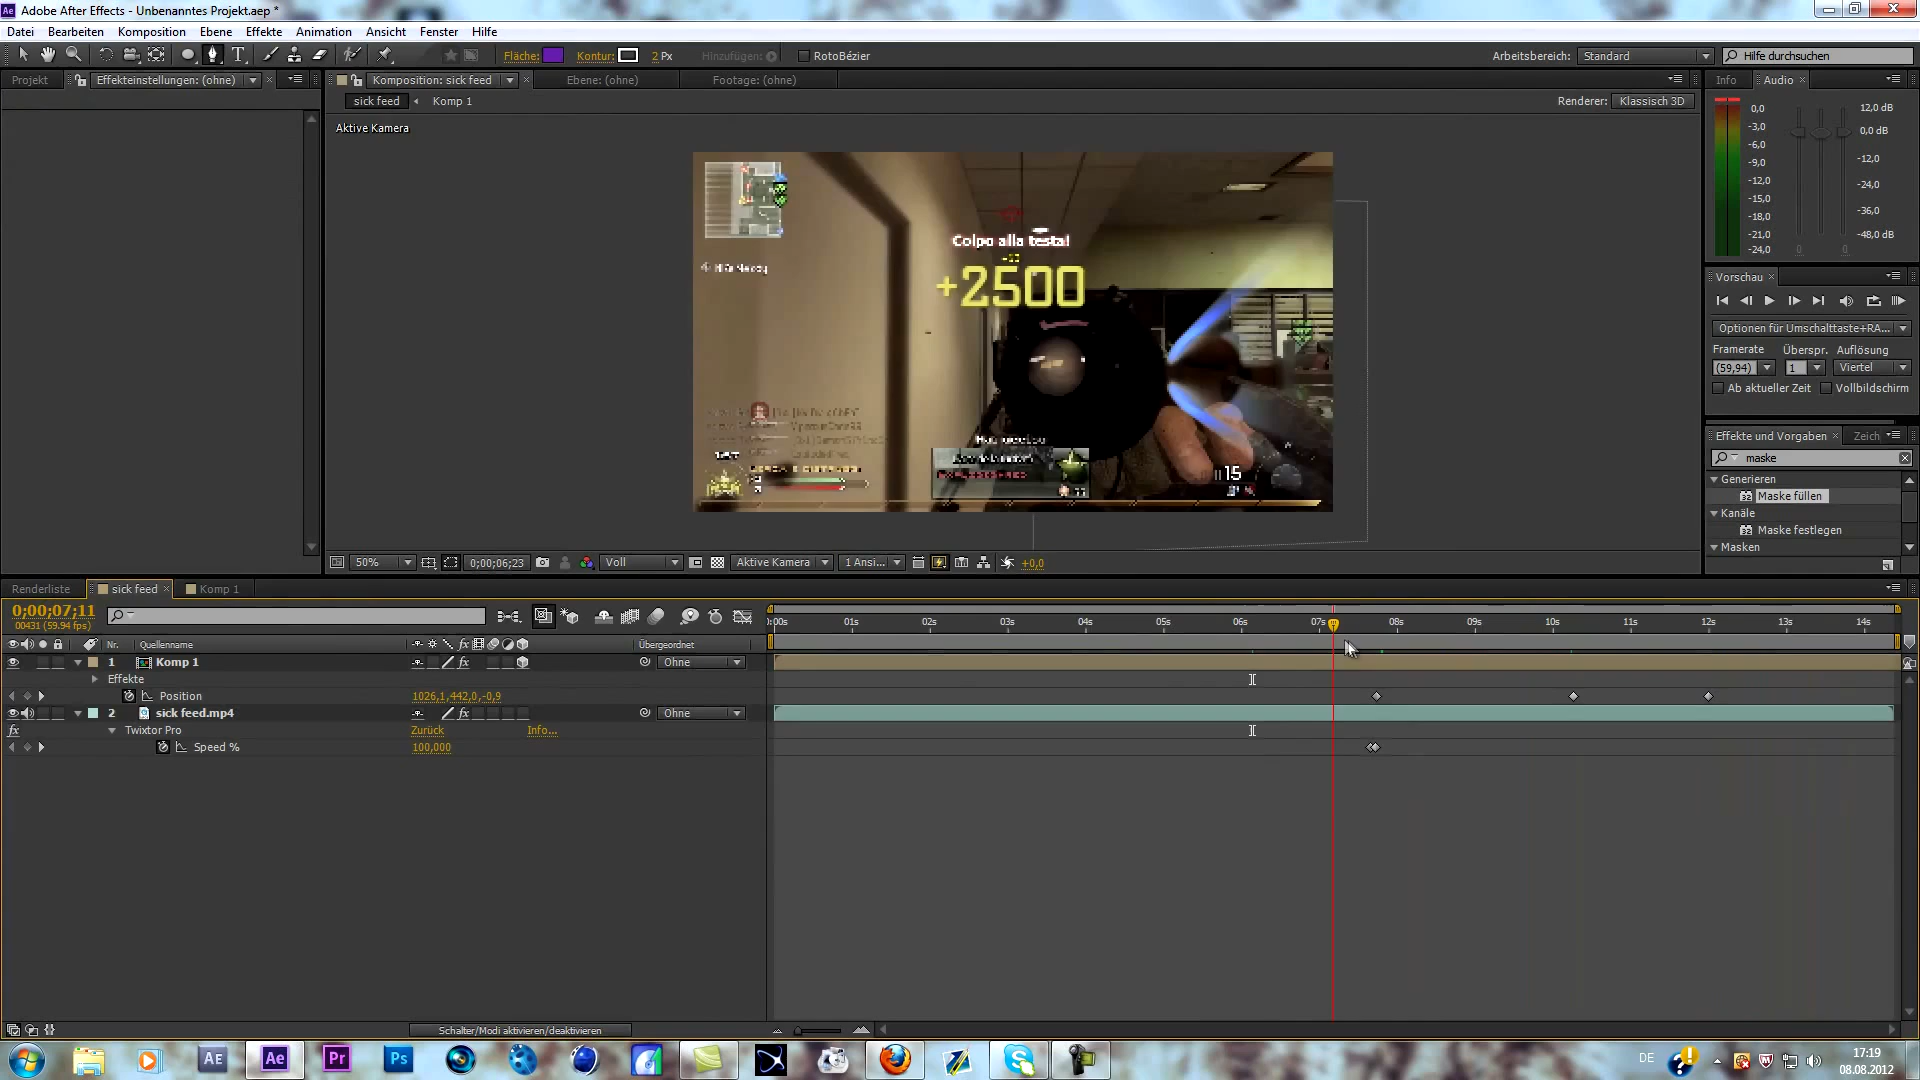 Adobe After Effects - Unbenanntes Projekt.aep *
Datei Bearbeiten Komposition Ebene Effekte Animation Ansicht Fenster Hilfe
Fläche: Kontur: 2 Px Hinzufügen: RotoBézier Arbeitsbereich: Standard Hilfe durchsuchen
Projekt Effekteinstellungen: (ohne) Komposition: sick feed Ebene: (ohne) Footage: (ohne) Info Audio
sick feed Komp 1 Renderer: Klassisch 3D
Aktive Kamera
0,0 12,0 dB
-3,0 0,0 dB
-6,0
-9,0 -12,0
-12,0 -24,0
-15,0
-18,0 -36,0
-21,0 -48,0 dB
-24,0 0 0
Colpo alla testa!
+2500
15
Vorschau
Optionen für Umschalttaste+RA...
Framerate Überspr. Auflösung
(59,94) 1 Viertel
Ab aktueller Zeit Vollbildschirm
Effekte und Vorgaben Zeich
maske
Generieren
Maske füllen
Kanäle
Maske festlegen
Masken
50% 0;00;06;23 Voll Aktive Kamera 1 Ansi... +0,0
Renderliste sick feed Komp 1
0;00;07;11
00431 (59.94 fps)
:00s 01s 02s 03s 04s 05s 06s 07s 08s 09s 10s 11s 12s 13s 14s
Nr. Quellenname Übergeordnet
1 Komp 1 Ohne
Effekte
Position 1026,1,442,0,-0,9
2 sick feed.mp4 Ohne
fx Twixtor Pro Zurück Info...
Speed % 100,000
Schalter/Modi aktivieren/deaktivieren
AE Ae Pr Ps DE 17:19
08.08.2012